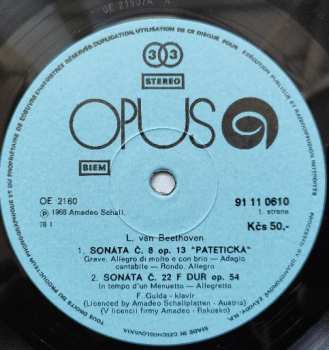 33
STEREO
OPUS
BIEM
OE 2160
91 11 0610
℗ 1968 Amadeo Schall.
1. strana
78 1
Kčs 50,-
L. van Beethoven
1. SONATA Č. 8 op. 13 "PATETICKÁ"
Grave. Allegro di molto e con brio – Adagio
cantabile – Rondo. Allegro
2. SONATA Č. 22 F DUR op. 54
In tempo d'un Menuetto – Allegretto
F. Gulda - klavír
(Licenced by Amadeo Schallplatten - Austria)
(V licencii firmy Amadeo - Rakúsko)
MADE IN CZECHOSLOVAKIA